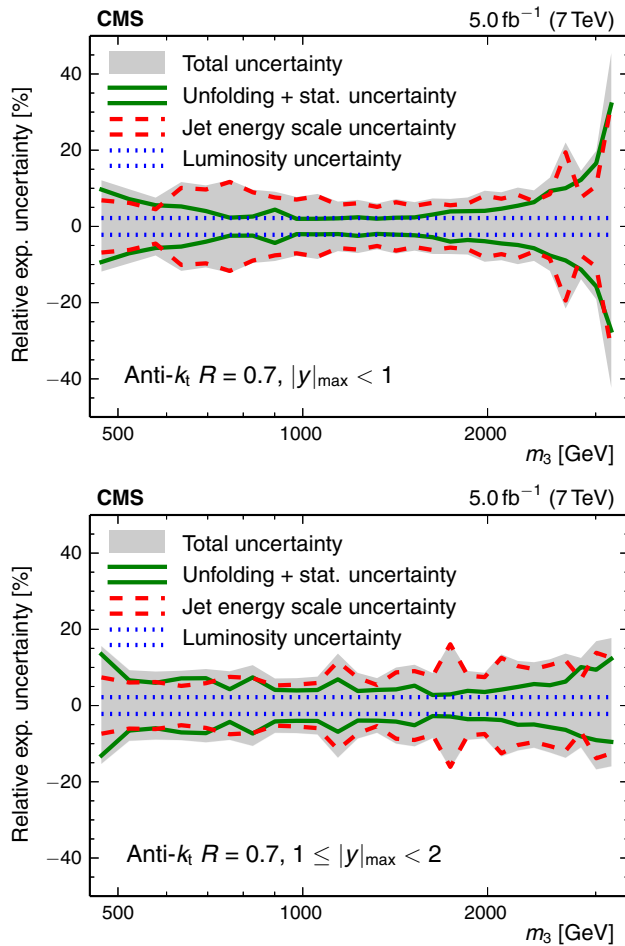 CMS 5.0 fb⁻¹ (7 TeV)
Total uncertainty
Unfolding + stat. uncertainty
Jet energy scale uncertainty
Luminosity uncertainty
Relative exp. uncertainty [%]
40
20
0
−20
−40
Anti-kₜ R = 0.7, |y|ₘₐₓ < 1
500 1000 2000
m₃ [GeV]
CMS 5.0 fb⁻¹ (7 TeV)
Total uncertainty
Unfolding + stat. uncertainty
Jet energy scale uncertainty
Luminosity uncertainty
Relative exp. uncertainty [%]
40
20
0
−20
−40
Anti-kₜ R = 0.7, 1 ≤ |y|ₘₐₓ < 2
500 1000 2000
m₃ [GeV]